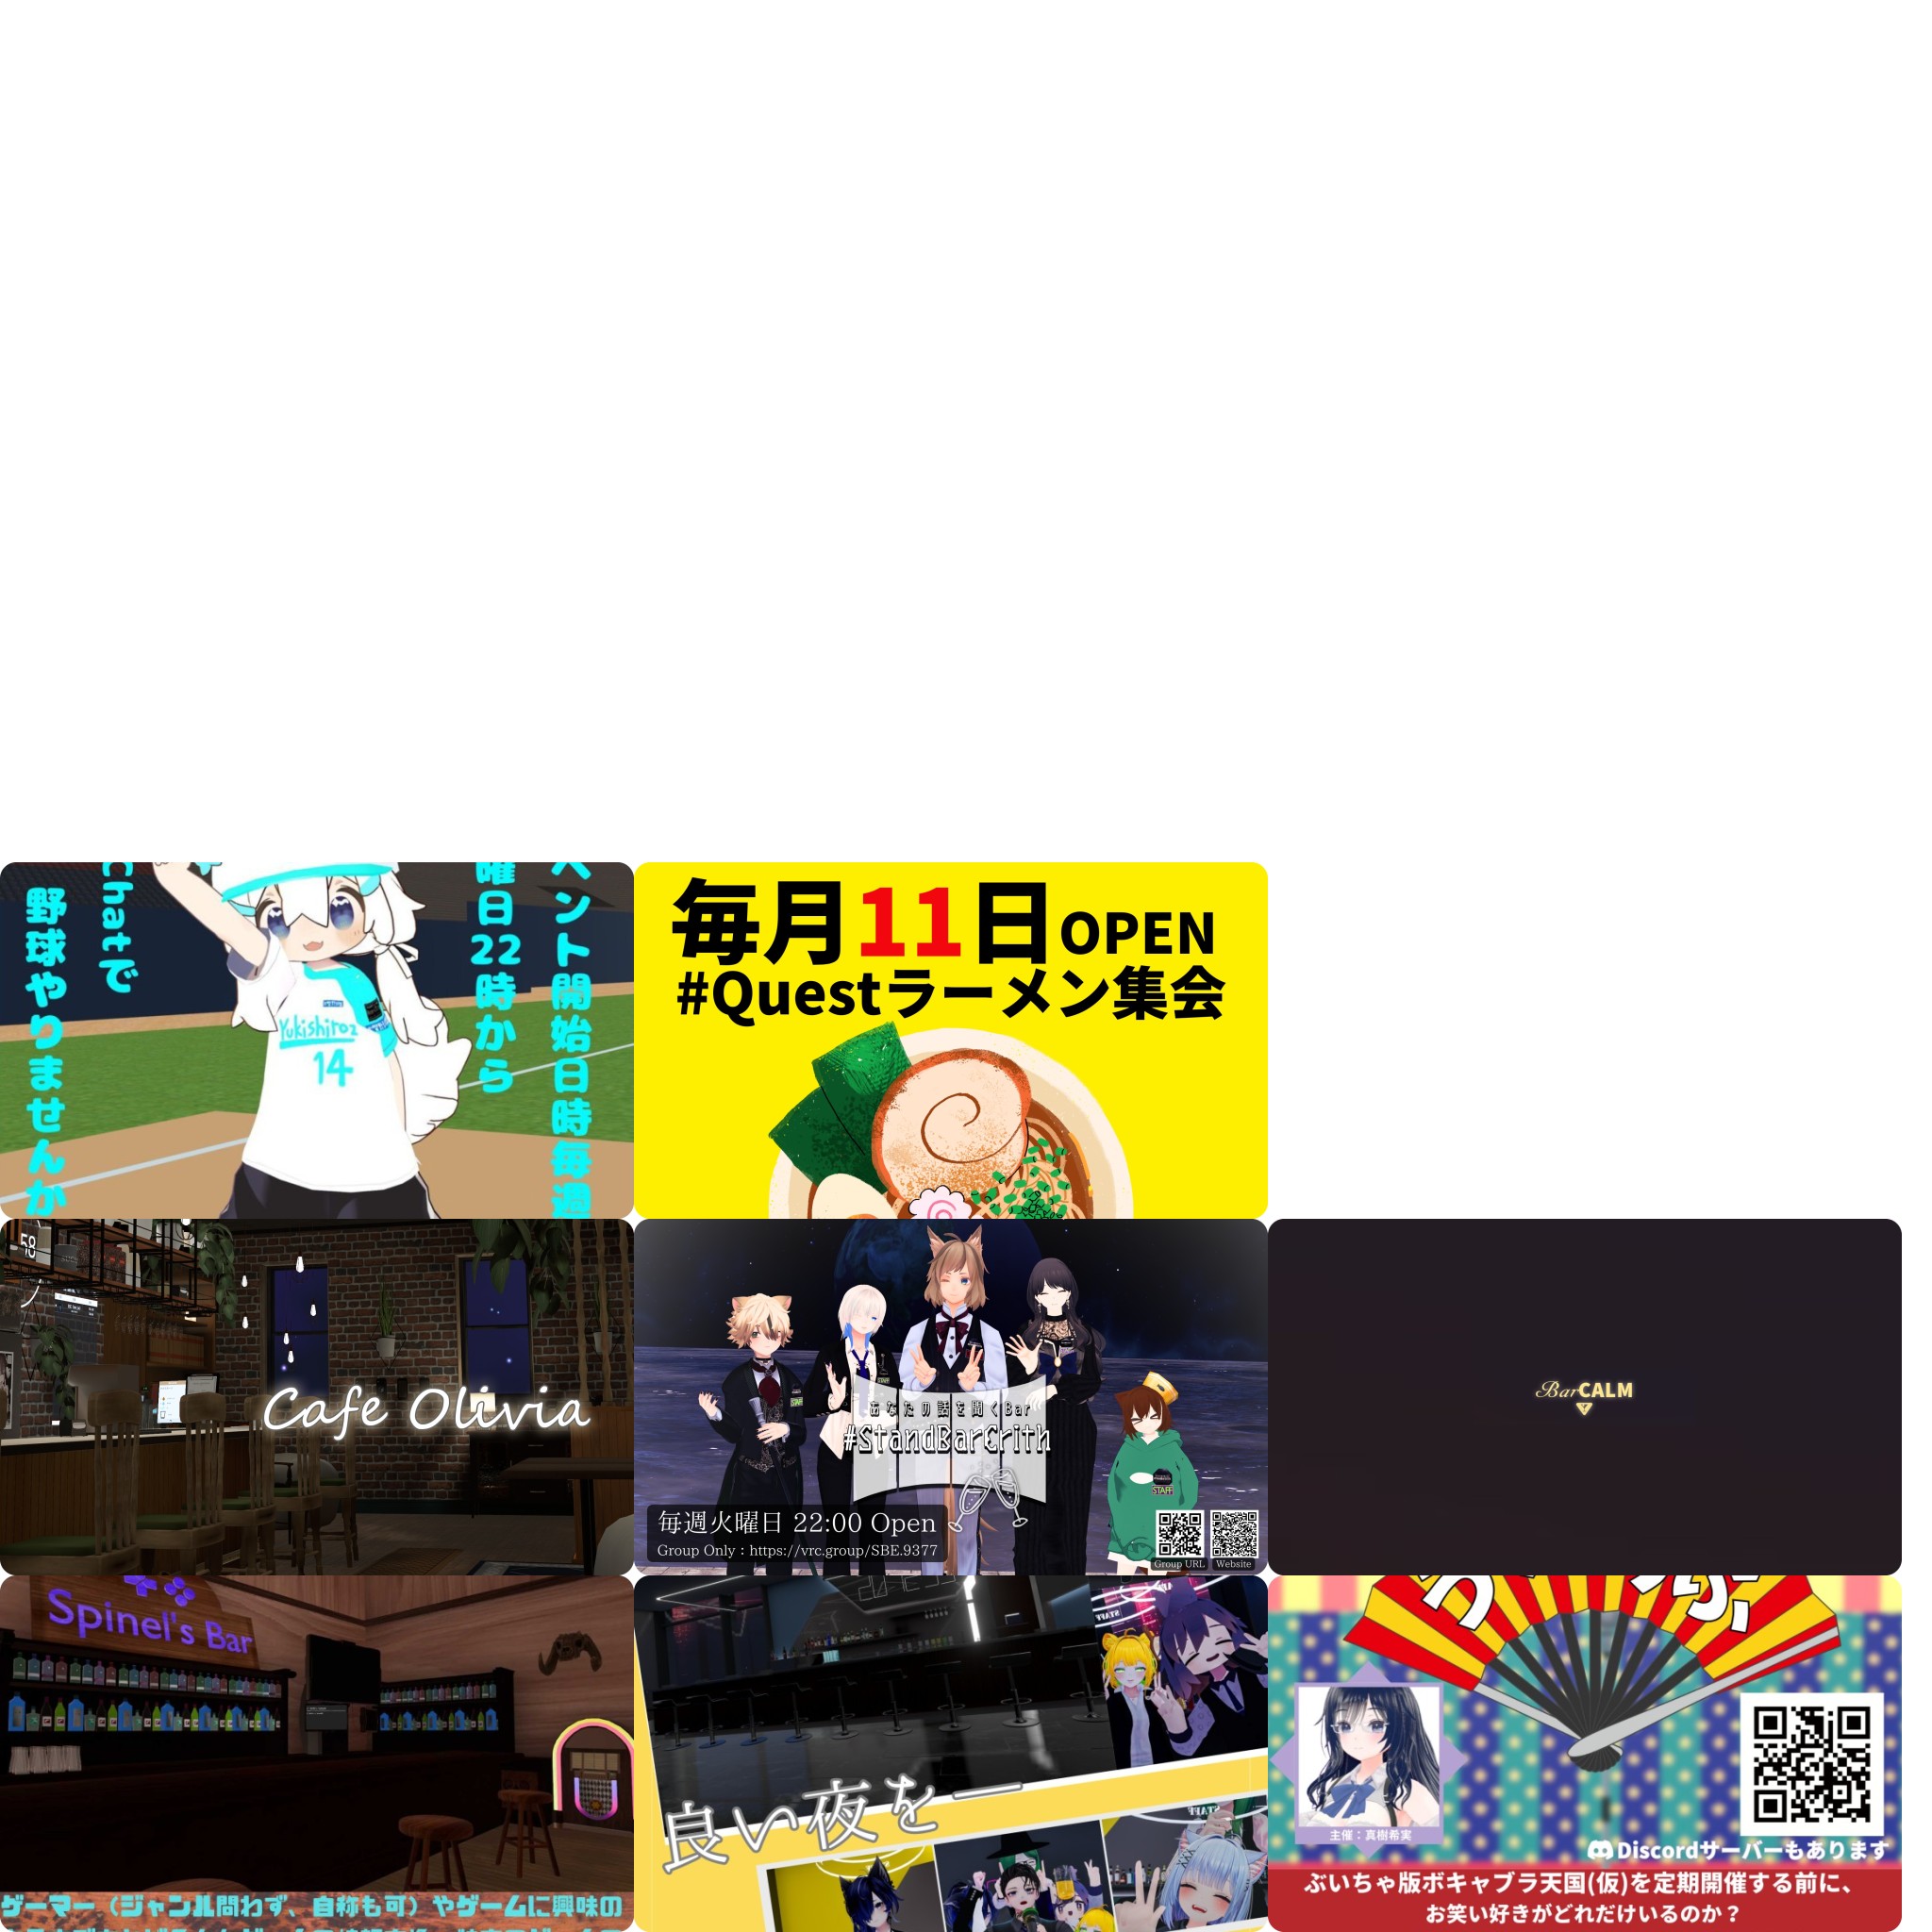 ベント開始日時毎週
曜日22時から
Chatで
野球やりませんか
Yukishiroz
14
毎月11日OPEN
#Questラーメン集会
58
Cafe Olivia
あなたの話を聞くBar
#StandBarCrith
STAFF
毎週火曜日 22:00 Open
Group Only : https://vrc.group/SBE.9377
Group URL
Website
BarCALM
Spinel's Bar
ゲーマー（ジャンル問わず、自称も可）やゲームに興味の
STAFF
良い夜を―
STAFF
主催：真樹希実
Discordサーバーもあります
ぶいちゃ版ボキャブラ天国(仮)を定期開催する前に、
お笑い好きがどれだけいるのか？